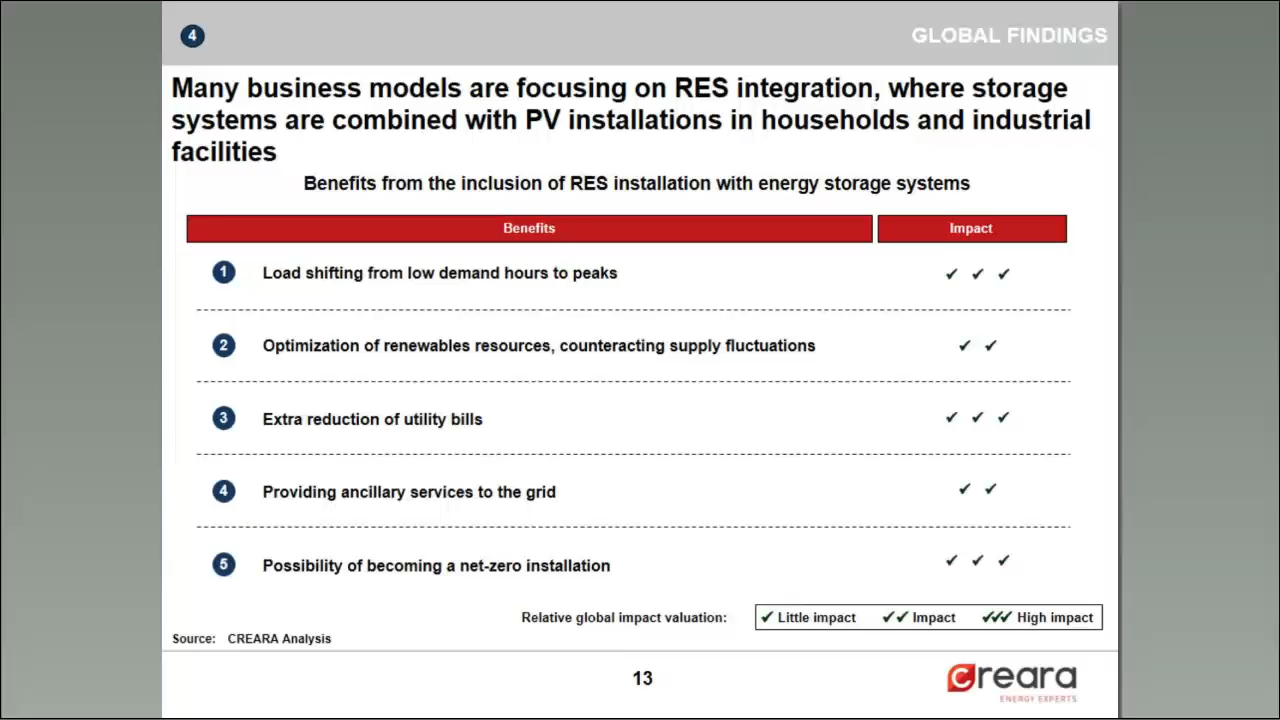 4
GLOBAL FINDINGS
Many business models are focusing on RES integration, where storage
systems are combined with PV installations in households and industrial
facilities
Benefits from the inclusion of RES installation with energy storage systems
Benefits
Impact
1 Load shifting from low demand hours to peaks ✓ ✓ ✓
2 Optimization of renewables resources, counteracting supply fluctuations ✓ ✓
3 Extra reduction of utility bills ✓ ✓ ✓
4 Providing ancillary services to the grid ✓ ✓
5 Possibility of becoming a net-zero installation ✓ ✓ ✓
Relative global impact valuation: ✓ Little impact ✓✓ Impact ✓✓✓ High impact
Source: CREARA Analysis
13
creara
ENERGY EXPERTS